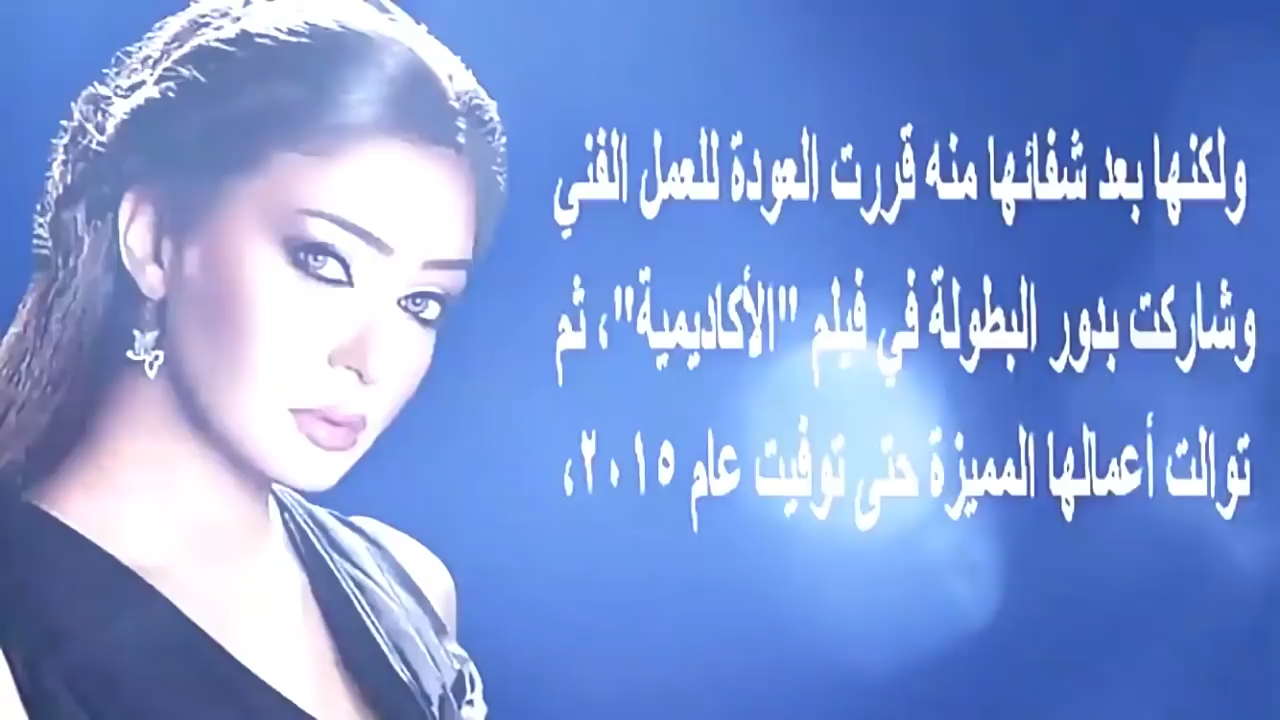 ولكنها بعد شفائها منه قررت العودة للعمل الفني
وشاركت بدور البطولة في فيلم "الأكاديمية"، ثم
توالت أعمالها المميزة حتى توفيت عام ٢٠١٥،